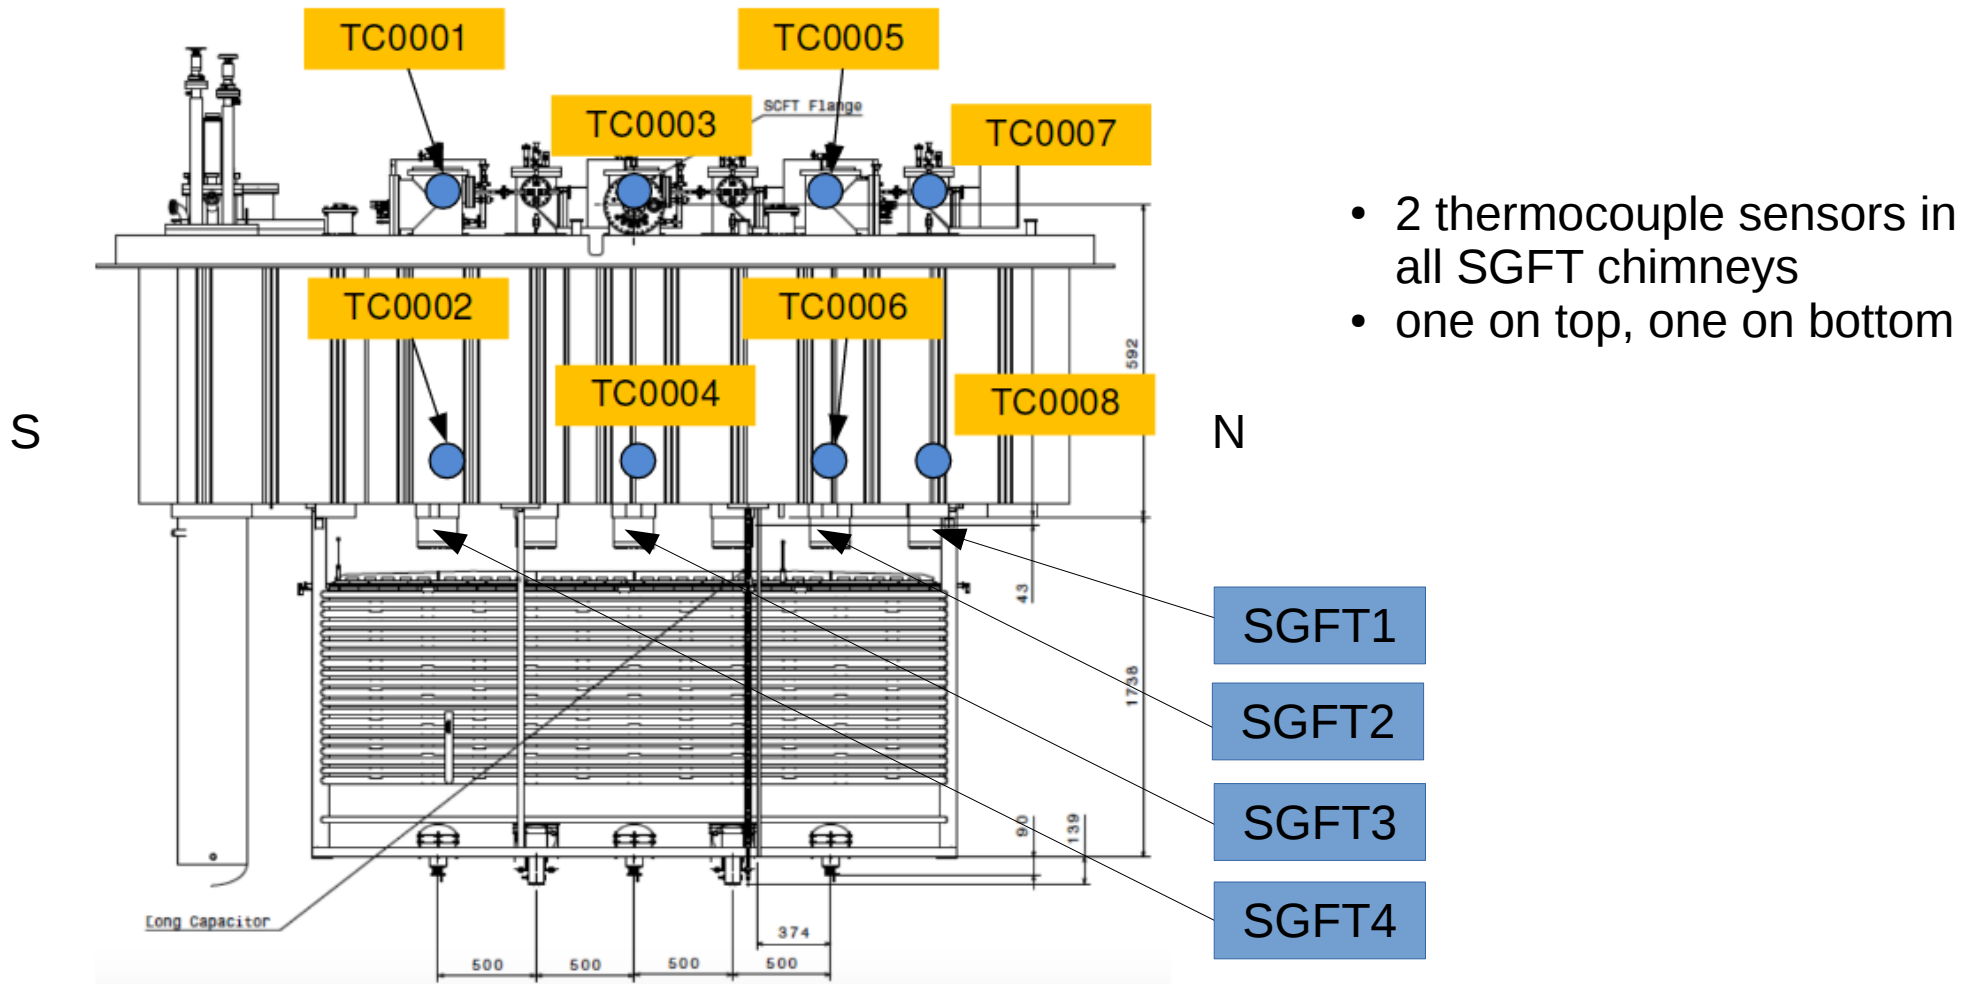 TC0001
TC0005
SCFT Flange
TC0003
TC0007
• 2 thermocouple sensors in
all SGFT chimneys
• one on top, one on bottom
TC0002
TC0006
592
TC0004
TC0008
S
N
43
SGFT1
1738
SGFT2
SGFT3
90
139
SGFT4
Long Capacitor
374
500
500
500
500